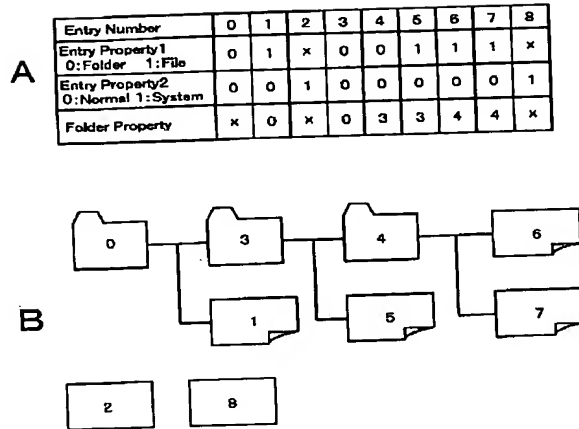 A
Entry Number 0 1 2 3 4 5 6 7 8
Entry Property1
0:Folder 1:File 0 1 × 0 0 1 1 1 ×
Entry Property2
0:Normal 1:System 0 0 1 0 0 0 0 0 1
Folder Property × 0 × 0 3 3 4 4 ×
B
0 3 4 6
1 5 7
2 8